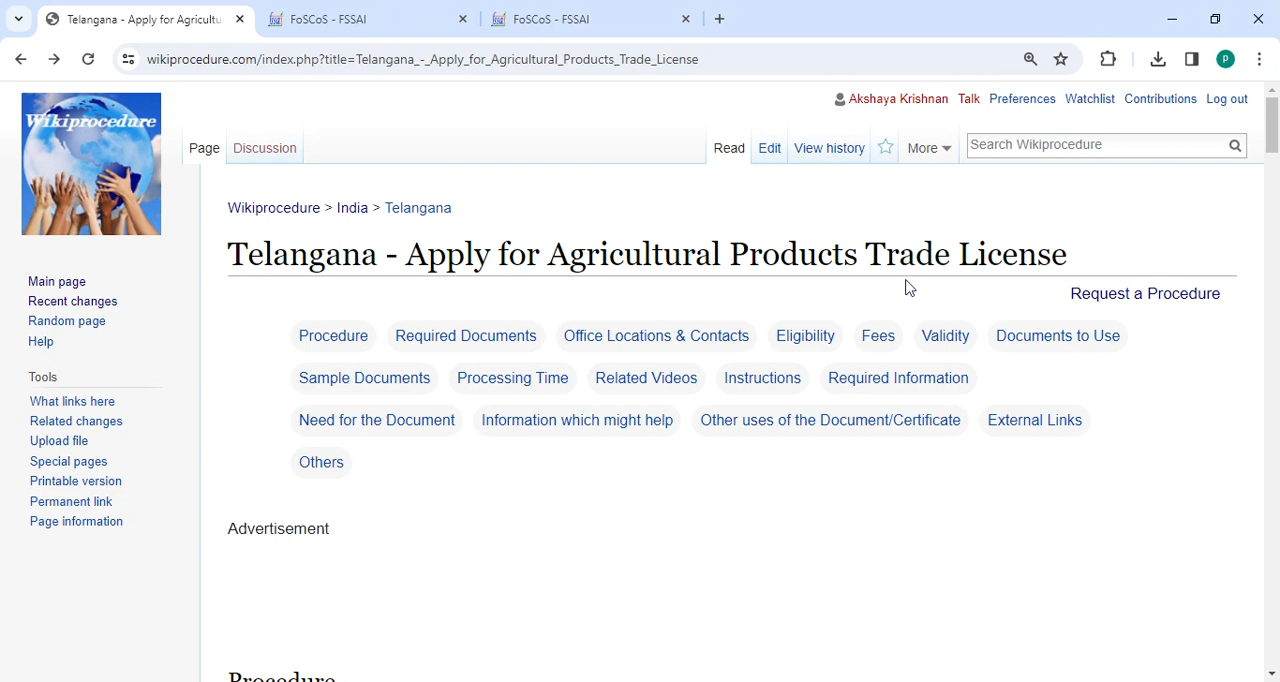 Telangana - Apply for Agricultu
FoSCoS - FSSAI
FoSCoS - FSSAI
wikiprocedure.com/index.php?title=Telangana_-_Apply_for_Agricultural_Products_Trade_License
P
Wikiprocedure
Akshaya Krishnan Talk Preferences Watchlist Contributions Log out
Page Discussion Read Edit View history More Search Wikiprocedure
Wikiprocedure > India > Telangana
Telangana - Apply for Agricultural Products Trade License
Request a Procedure
Main page
Recent changes
Random page
Help
Tools
What links here
Related changes
Upload file
Special pages
Printable version
Permanent link
Page information
Procedure Required Documents Office Locations & Contacts Eligibility Fees Validity Documents to Use
Sample Documents Processing Time Related Videos Instructions Required Information
Need for the Document Information which might help Other uses of the Document/Certificate External Links
Others
Advertisement
Procedure